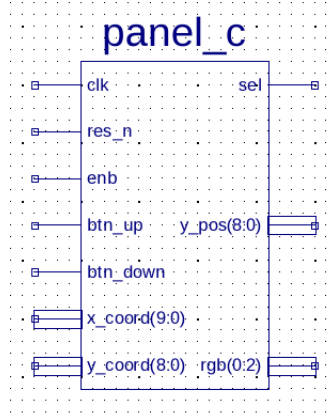 panel_c
clk sel
res_n
enb
btn_up y_pos(8:0)
btn_down
x_coord(9:0)
y_coord(8:0) rgb(0:2)